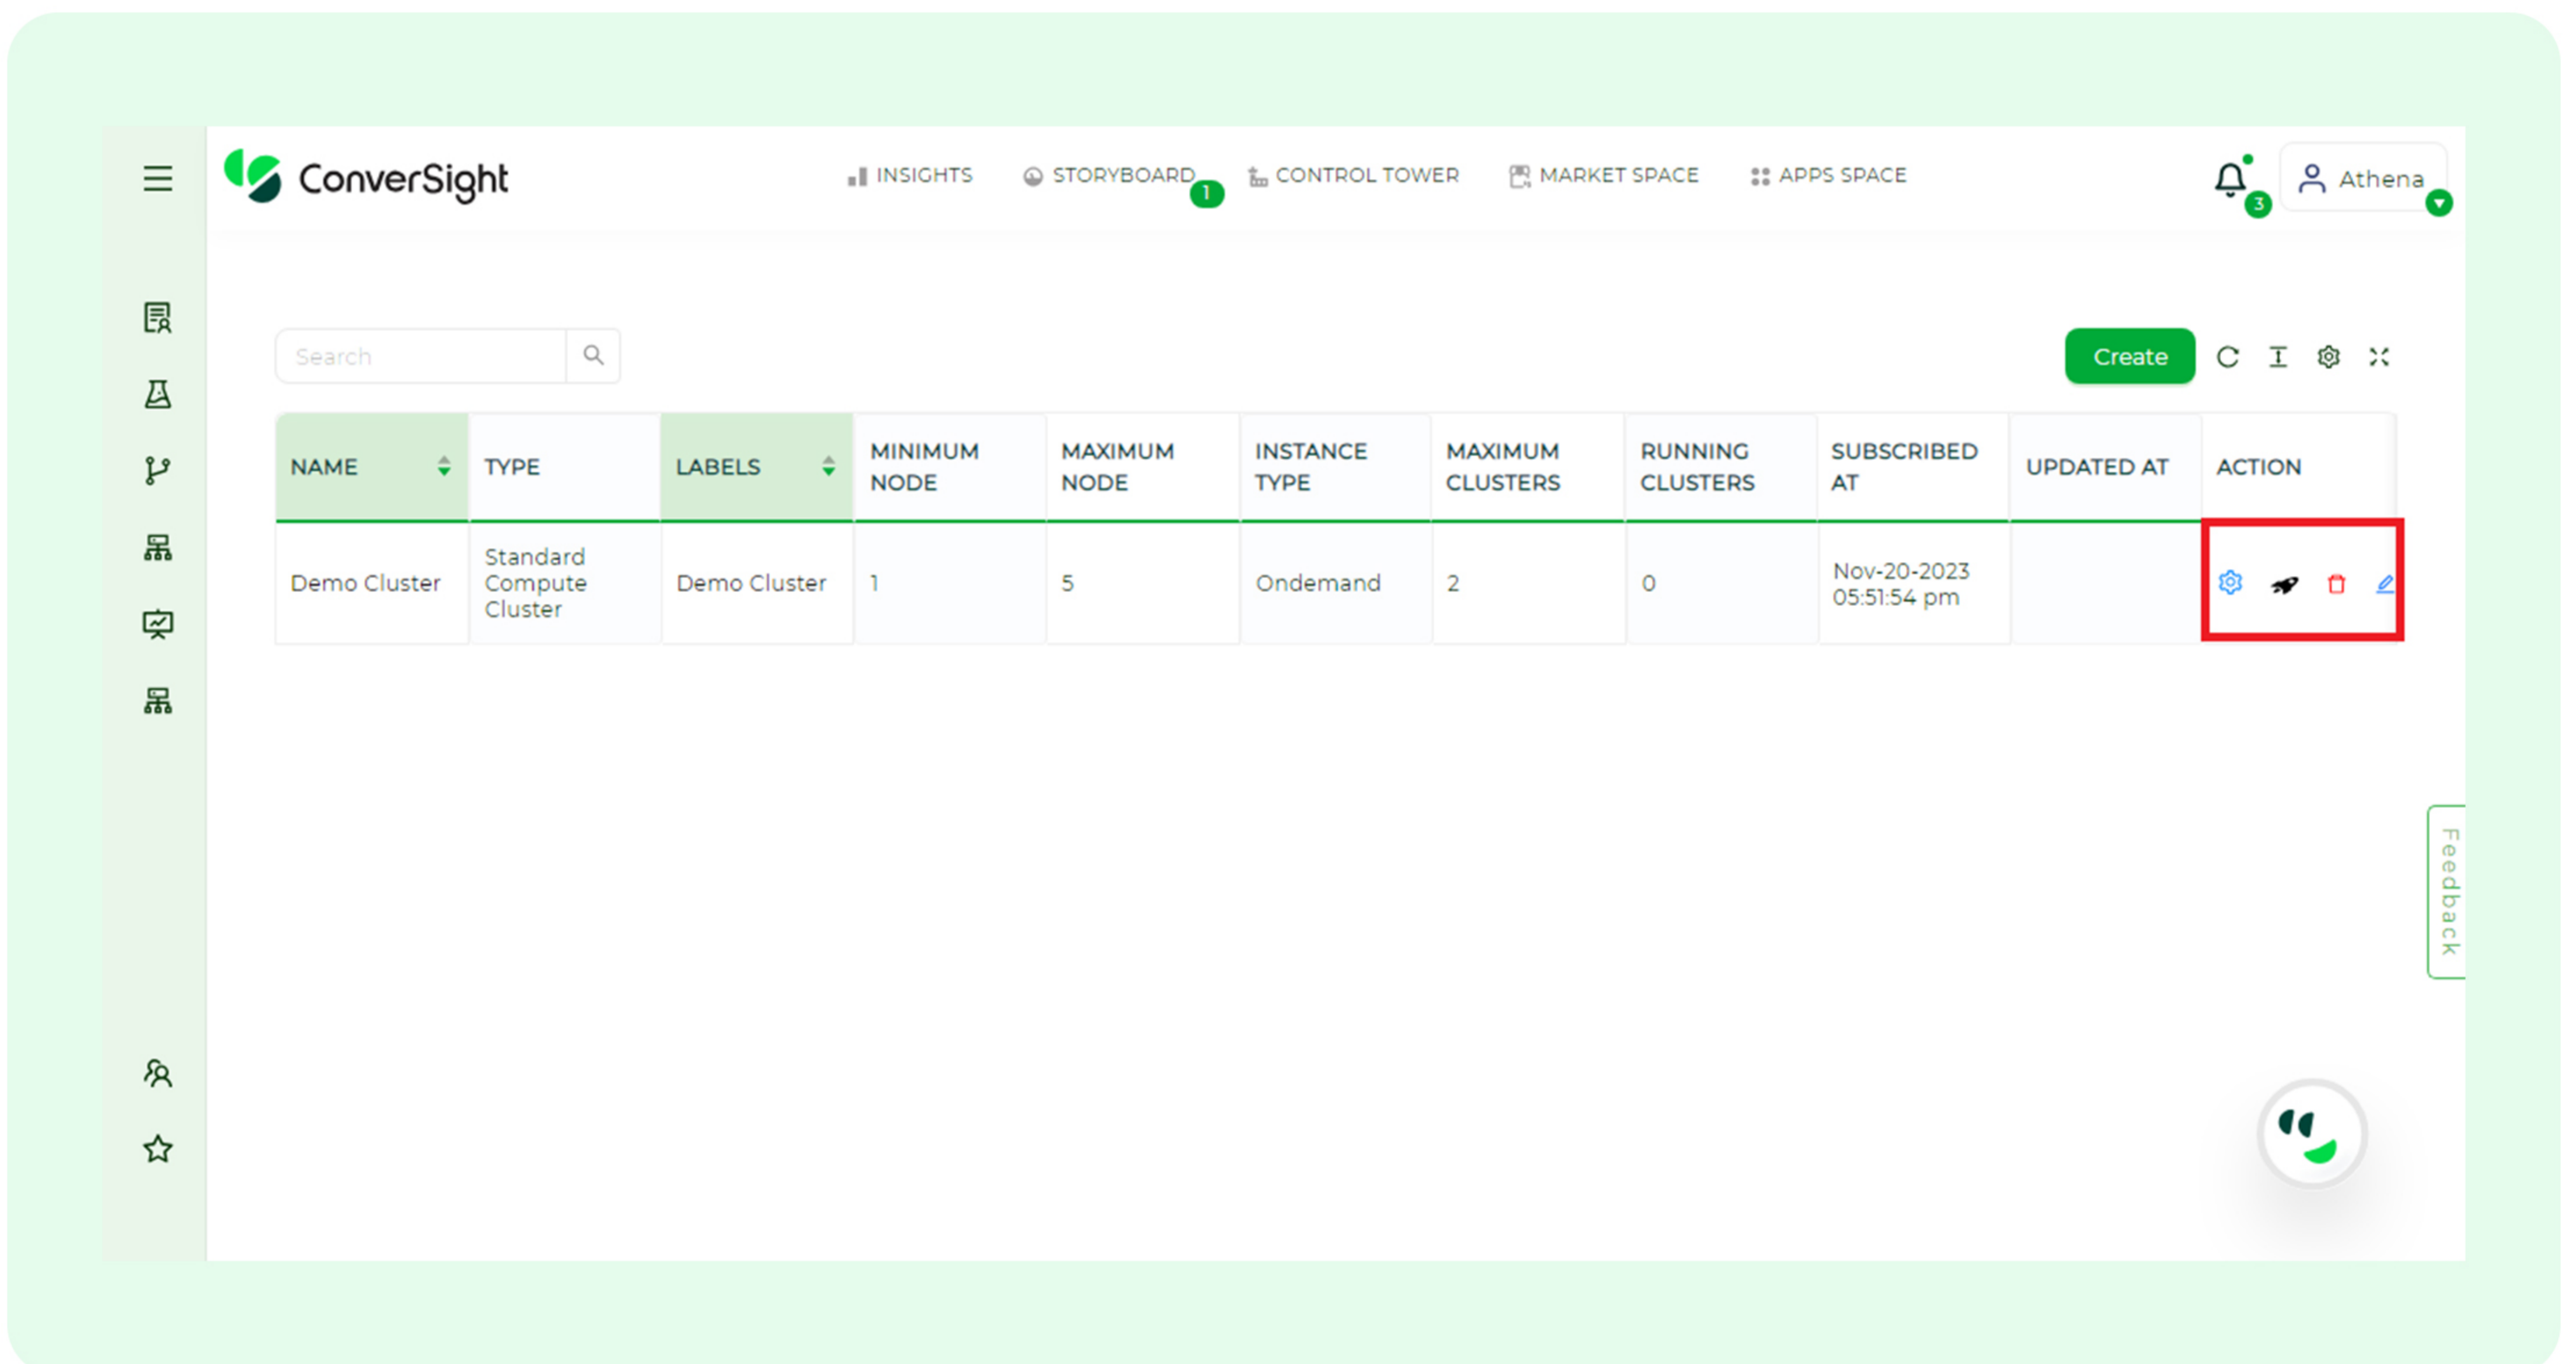 ConverSight
INSIGHTS
STORYBOARD
1
CONTROL TOWER
MARKET SPACE
APPS SPACE
3
Athena
Search
Create
NAME
TYPE
LABELS
MINIMUM
NODE
MAXIMUM
NODE
INSTANCE
TYPE
MAXIMUM
CLUSTERS
RUNNING
CLUSTERS
SUBSCRIBED
AT
UPDATED AT
ACTION
Demo Cluster
Standard
Compute
Cluster
Demo Cluster
1
5
Ondemand
2
0
Nov-20-2023
05:51:54 pm
Feedback